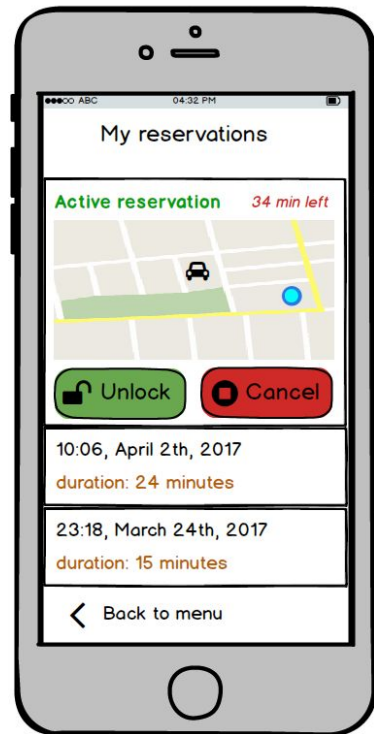 ABC 04:32 PM
My reservations
Active reservation 34 min left
Unlock Cancel
10:06, April 2th, 2017
duration: 24 minutes
23:18, March 24th, 2017
duration: 15 minutes
Back to menu